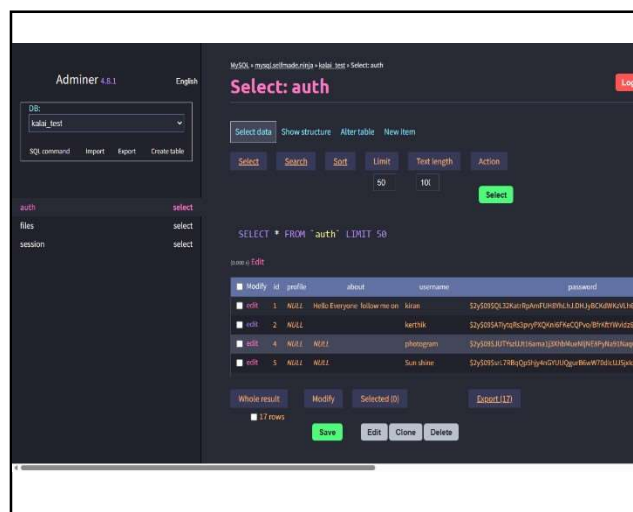 MySQL » mysql.selfmade.ninja » kalai_test » Select: auth
Adminer 4.8.1 English
Select: auth
Log
DB:
kalai_test
SQL command Import Export Create table
Select data Show structure Alter table New item
Select Search Sort Limit Text length Action
50 100 Select
auth select
files select
session select
SELECT * FROM `auth` LIMIT 50
Edit
Modify id profile about username password
edit 1 NULL Hello Everyone follow me on kiran
edit 2 NULL kerthik
edit 4 NULL NULL photogram
edit 5 NULL NULL Sun shine
Whole result Modify Selected (0) Export (17)
17 rows
Save Edit Clone Delete